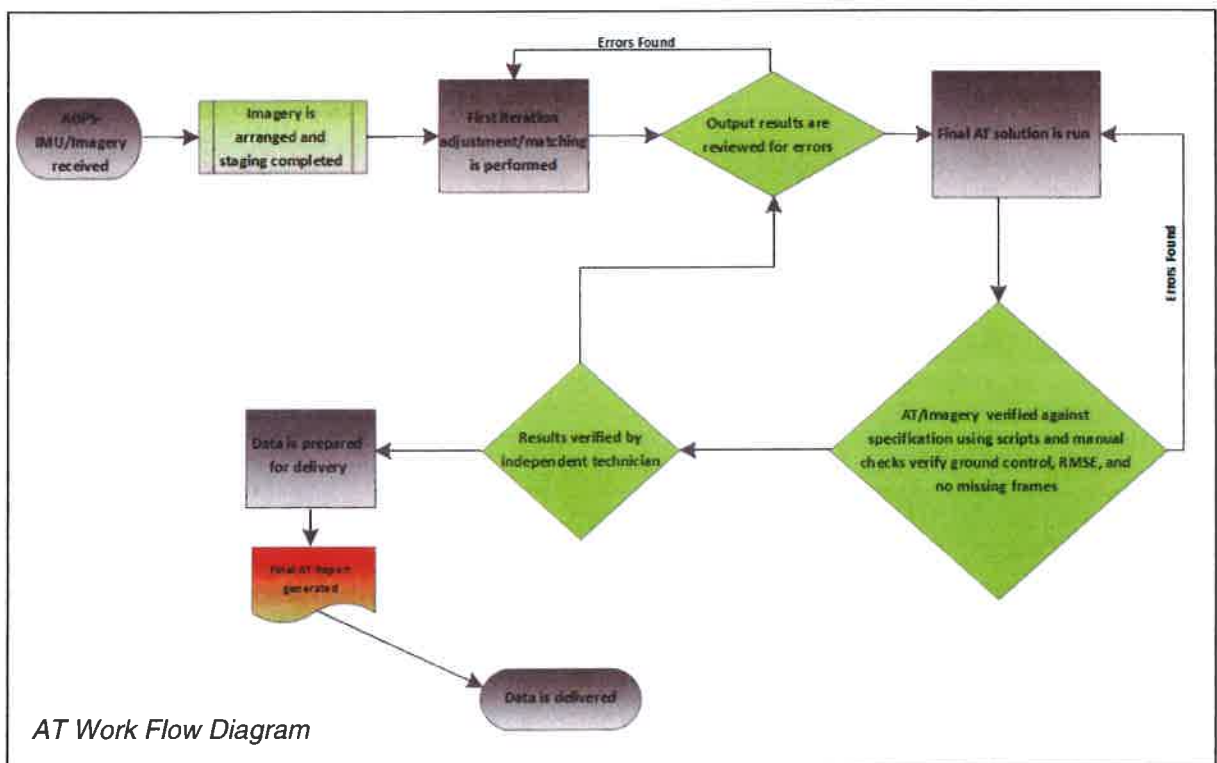 Errors Found
AGPS-
IMU/Imagery
received
Imagery is
arranged and
staging completed
First iteration
adjustment/matching
is performed
Output results are
reviewed for errors
Final AT solution is run
Errors Found
AT/Imagery verified against
specification using scripts and manual
checks verify ground control, RMSE, and
no missing frames
Results verified by
independent technician
Data is prepared
for delivery
Final AT Report
generated
Data is delivered
AT Work Flow Diagram